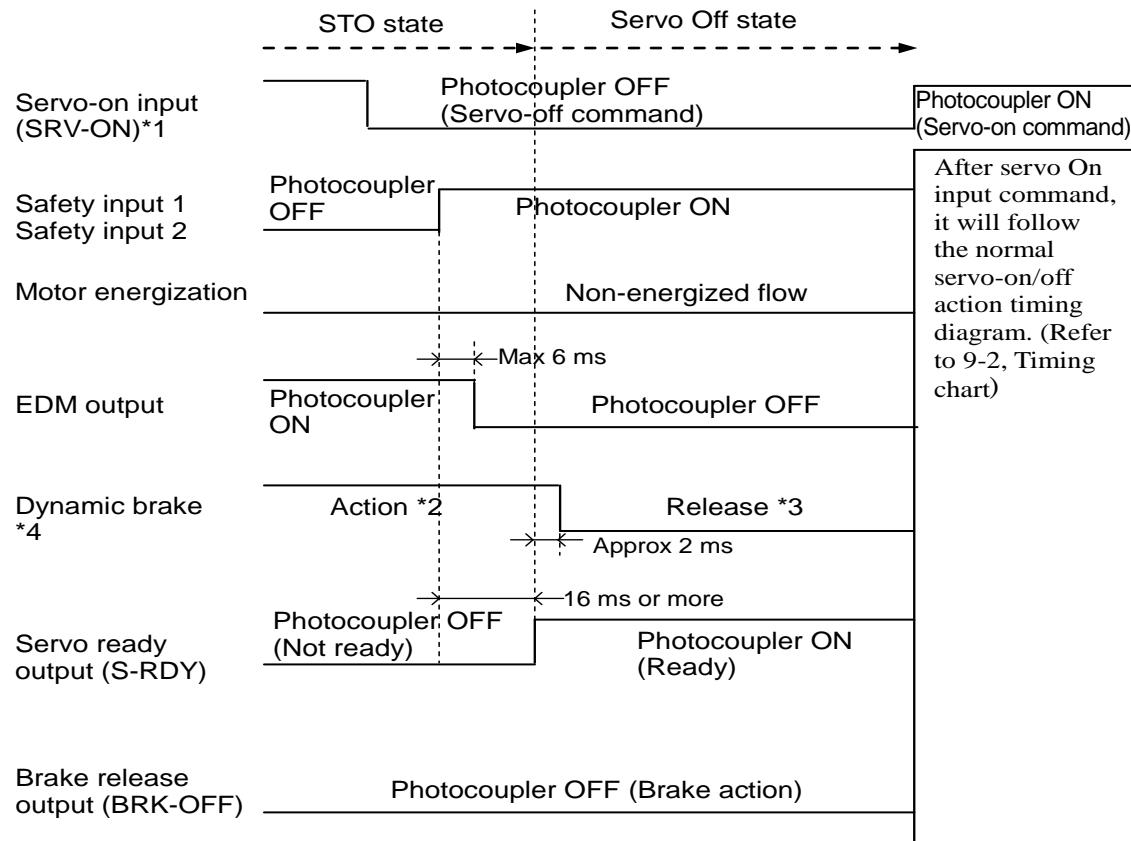 STO state
Servo Off state
Servo-on input
(SRV-ON)*1
Photocoupler OFF
(Servo-off command)
Photocoupler ON
(Servo-on command)
Safety input 1
Safety input 2
Photocoupler
OFF
Photocoupler ON
After servo On
input command,
it will follow
the normal
servo-on/off
action timing
diagram. (Refer
to 9-2, Timing
chart)
Motor energization
Non-energized flow
Max 6 ms
EDM output
Photocoupler
ON
Photocoupler OFF
Dynamic brake
*4
Action *2
Release *3
Approx 2 ms
16 ms or more
Servo ready
output (S-RDY)
Photocoupler OFF
(Not ready)
Photocoupler ON
(Ready)
Brake release
output (BRK-OFF)
Photocoupler OFF (Brake action)